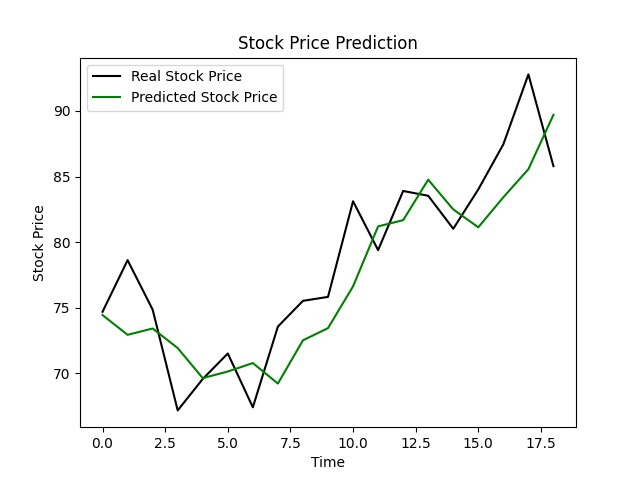 Stock Price Prediction
Real Stock Price
Predicted Stock Price
90
85
80
75
70
Stock Price
0.0 2.5 5.0 7.5 10.0 12.5 15.0 17.5
Time